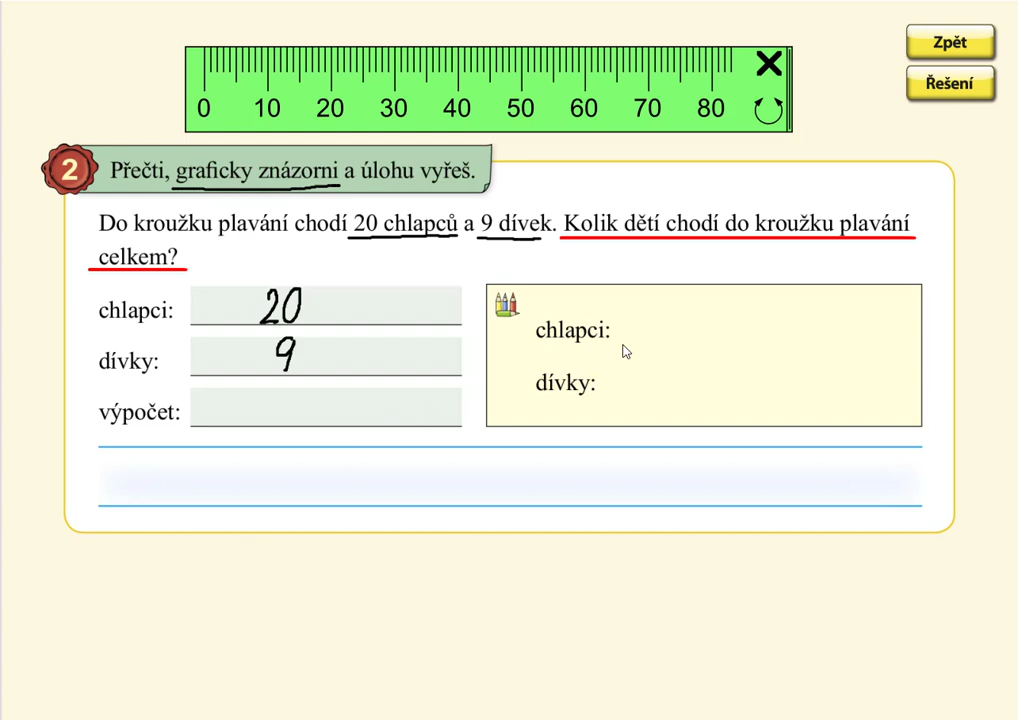 Zpět
Řešení
0 10 20 30 40 50 60 70 80
2 Přečti, graficky znázorni a úlohu vyřeš.
Do kroužku plavání chodí 20 chlapců a 9 dívek. Kolik dětí chodí do kroužku plavání
celkem?
chlapci: 20
dívky: 9
výpočet:
chlapci:
dívky: